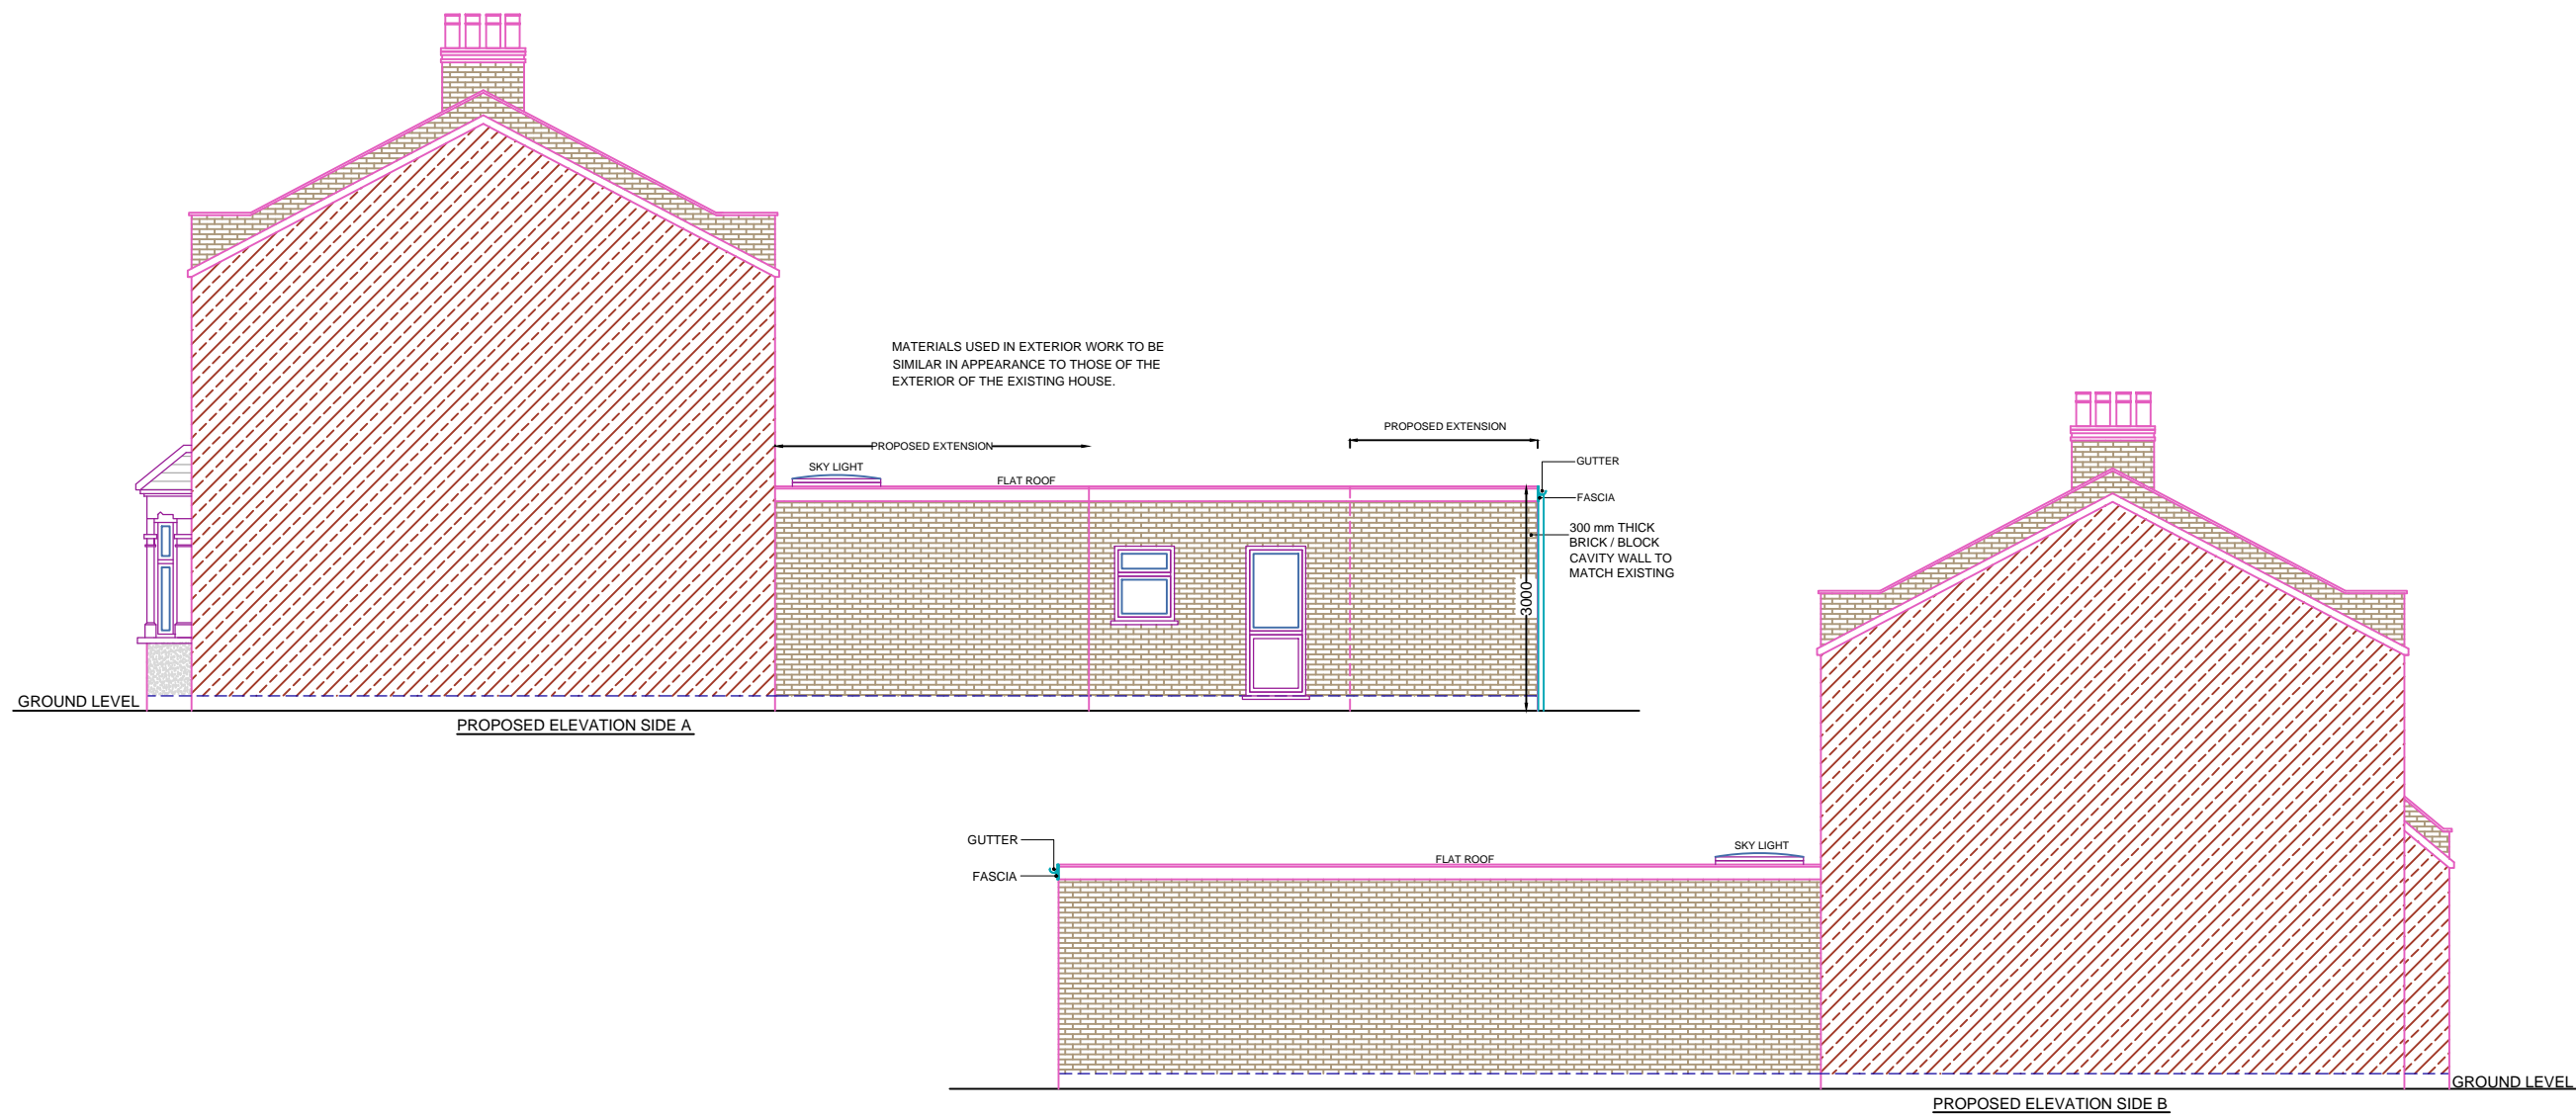 MATERIALS USED IN EXTERIOR WORK TO BE
SIMILAR IN APPEARANCE TO THOSE OF THE
EXTERIOR OF THE EXISTING HOUSE.
PROPOSED EXTENSION
PROPOSED EXTENSION
SKY LIGHT
FLAT ROOF
GUTTER
FASCIA
300 mm THICK
BRICK / BLOCK
CAVITY WALL TO
MATCH EXISTING
3000
GROUND LEVEL
PROPOSED ELEVATION SIDE A
GUTTER
FASCIA
FLAT ROOF
SKY LIGHT
GROUND LEVEL
PROPOSED ELEVATION SIDE B